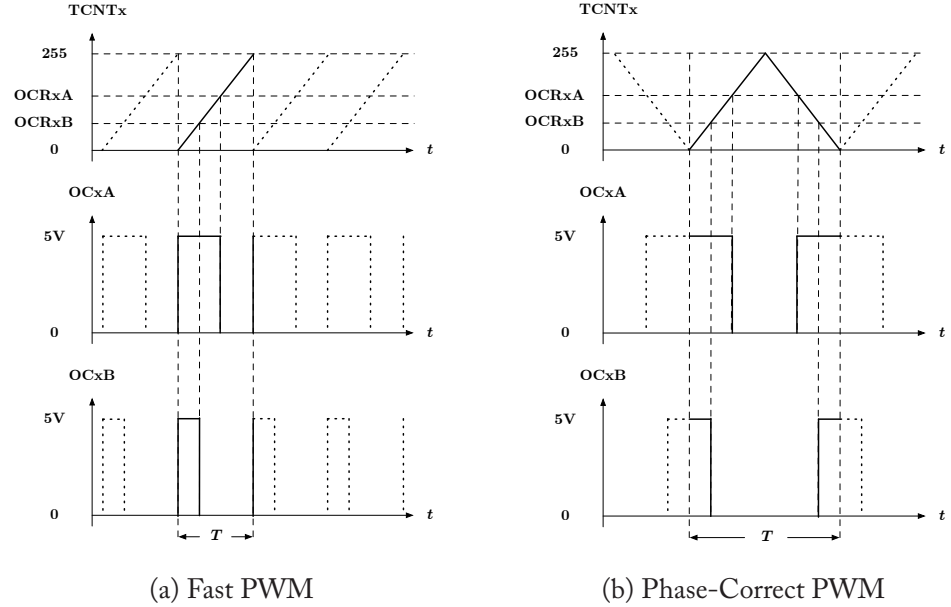 TCNTx
255
OCRxA
OCRxB
0
t
OCxA
5V
0
t
OCxB
5V
0
t
T
(a) Fast PWM
TCNTx
255
OCRxA
OCRxB
0
t
OCxA
5V
0
t
OCxB
5V
0
t
T
(b) Phase-Correct PWM